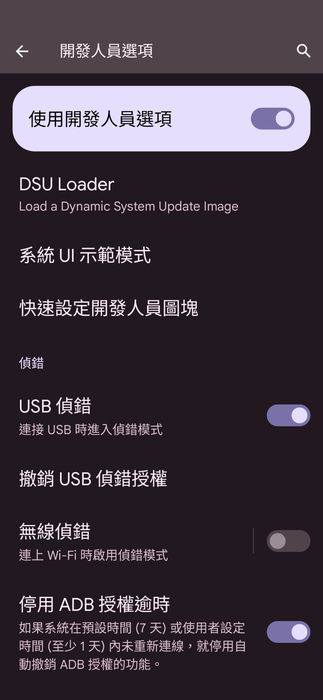 開發人員選項
使用開發人員選項
DSU Loader
Load a Dynamic System Update Image
系統 UI 示範模式
快速設定開發人員圖塊
偵錯
USB 偵錯
連接 USB 時進入偵錯模式
撤銷 USB 偵錯授權
無線偵錯
連上 Wi-Fi 時啟用偵錯模式
停用 ADB 授權逾時
如果系統在預設時間 (7 天) 或使用者設定
時間 (至少 1 天) 內未重新連線，就停用自
動撤銷 ADB 授權的功能。